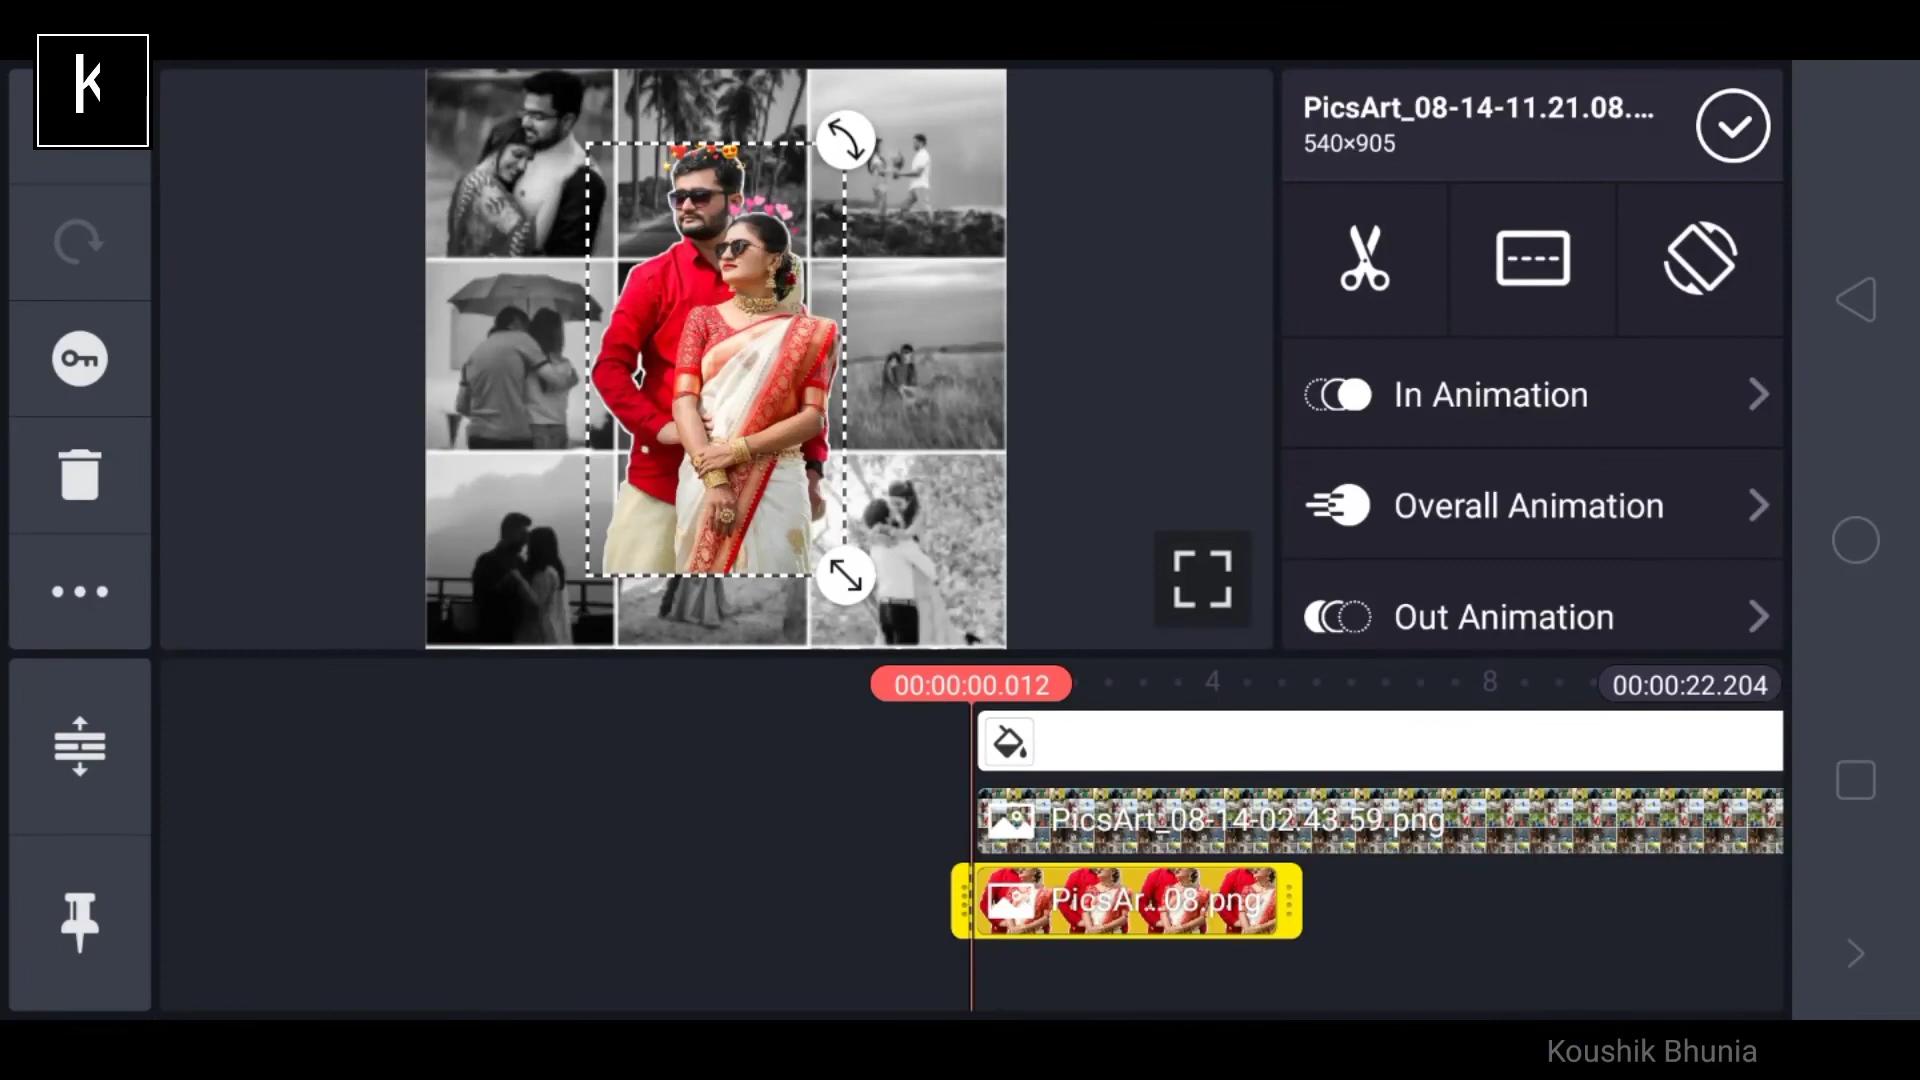 K
PicsArt_08-14-11.21.08....
540×905
In Animation
Overall Animation
Out Animation
00:00:00.012
4
8
00:00:22.204
PicsArt_08-14-02.43.59.png
PicsAr...08.png
Koushik Bhunia